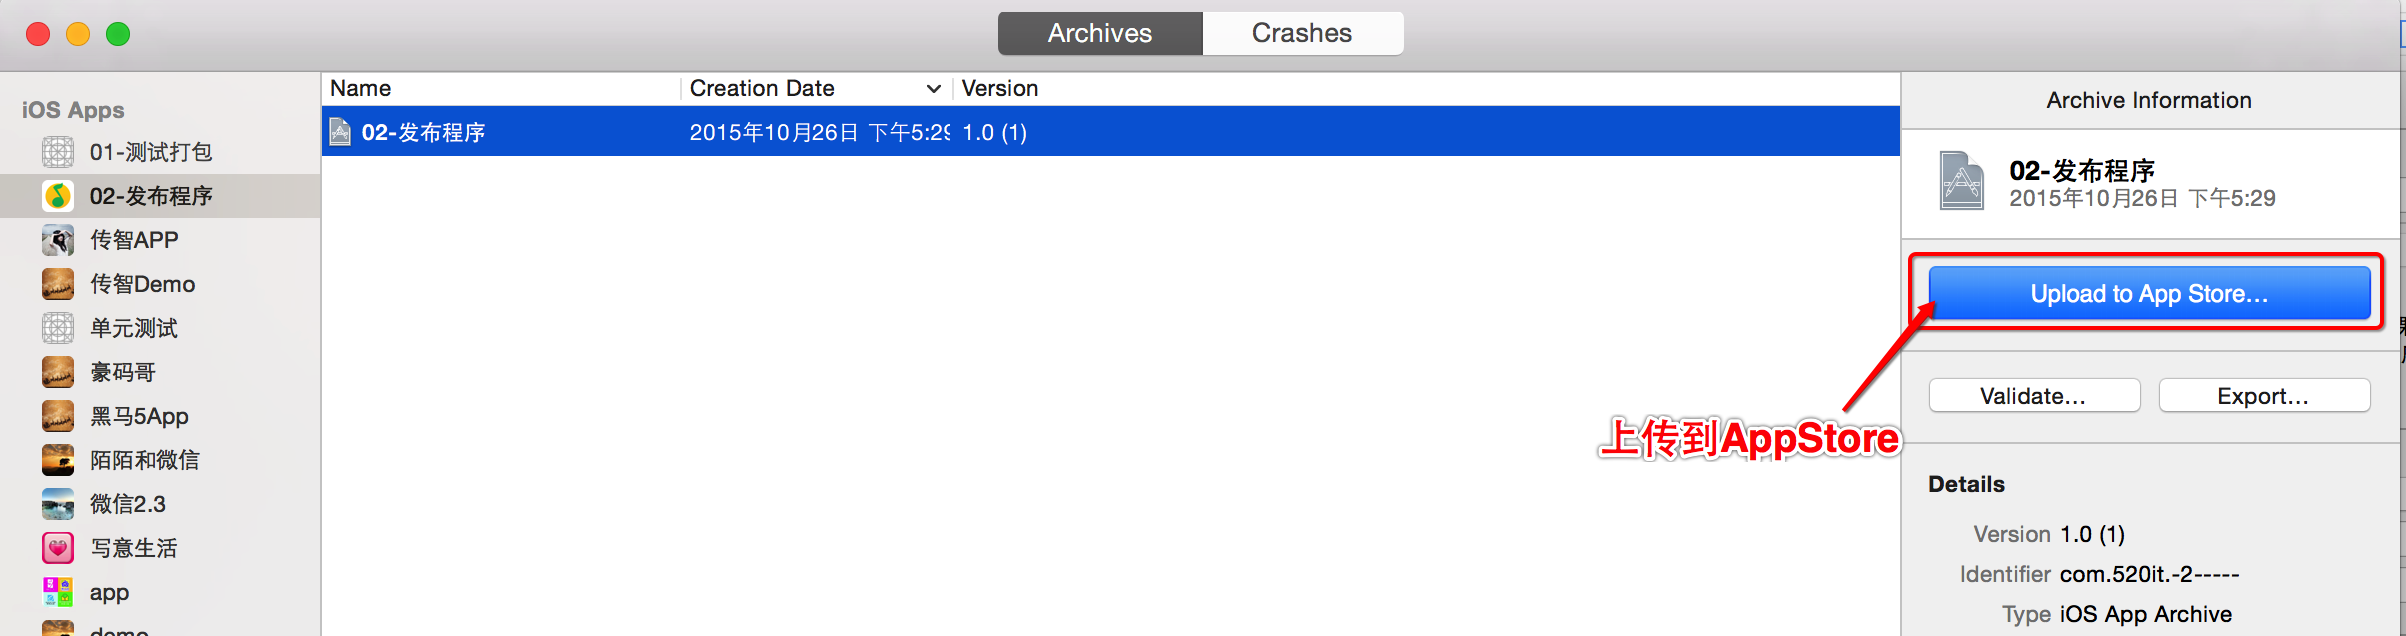 Archives Crashes
iOS Apps
01-测试打包
02-发布程序
传智APP
传智Demo
单元测试
豪码哥
黑马5App
陌陌和微信
微信2.3
写意生活
app
demo
Name Creation Date Version
02-发布程序 2015年10月26日 下午5:29 1.0 (1)
上传到AppStore
Archive Information
02-发布程序
2015年10月26日 下午5:29
Upload to App Store...
Validate... Export...
Details
Version 1.0 (1)
Identifier com.520it.-2-----
Type iOS App Archive